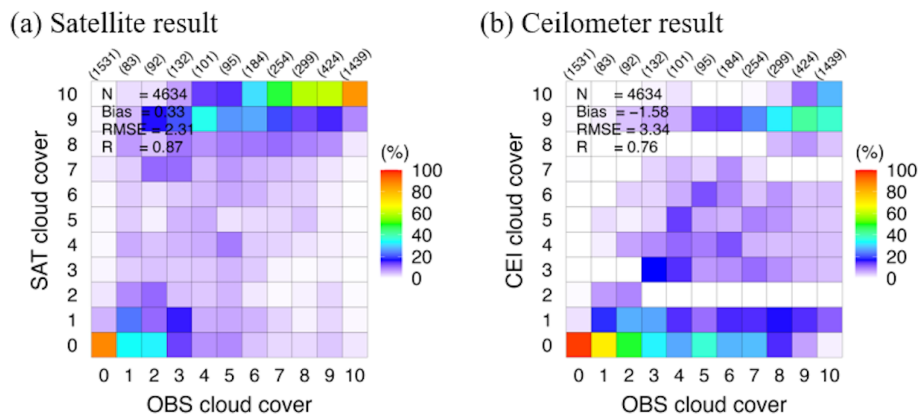 (a) Satellite result
(1531) (83) (92) (132) (101) (95) (184) (254) (299) (424) (1439)
N = 4634
Bias = 0.33
RMSE = 2.31
R = 0.87
SAT cloud cover
10
9
8
7
6
5
4
3
2
1
0
0 1 2 3 4 5 6 7 8 9 10
OBS cloud cover
(%)
100
80
60
40
20
0
(b) Ceilometer result
(1531) (83) (92) (132) (101) (95) (184) (254) (299) (424) (1439)
N = 4634
Bias = −1.58
RMSE = 3.34
R = 0.76
CEI cloud cover
10
9
8
7
6
5
4
3
2
1
0
0 1 2 3 4 5 6 7 8 9 10
OBS cloud cover
(%)
100
80
60
40
20
0